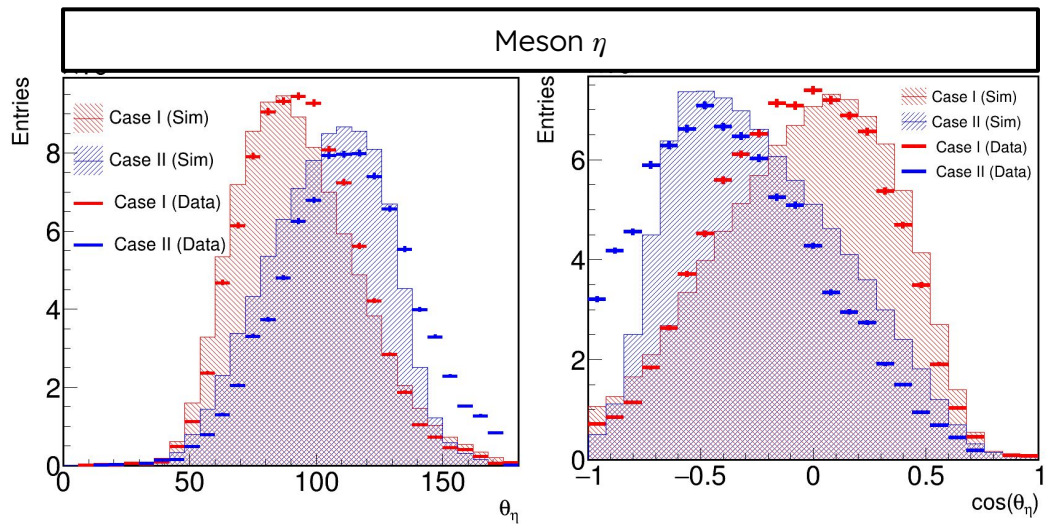 Meson η
Entries
8
6
4
2
0
0
50
100
150
θη
Case I (Sim)
Case II (Sim)
Case I (Data)
Case II (Data)
Entries
6
4
2
0
−1
−0.5
0
0.5
1
cos(θη)
Case I (Sim)
Case II (Sim)
Case I (Data)
Case II (Data)